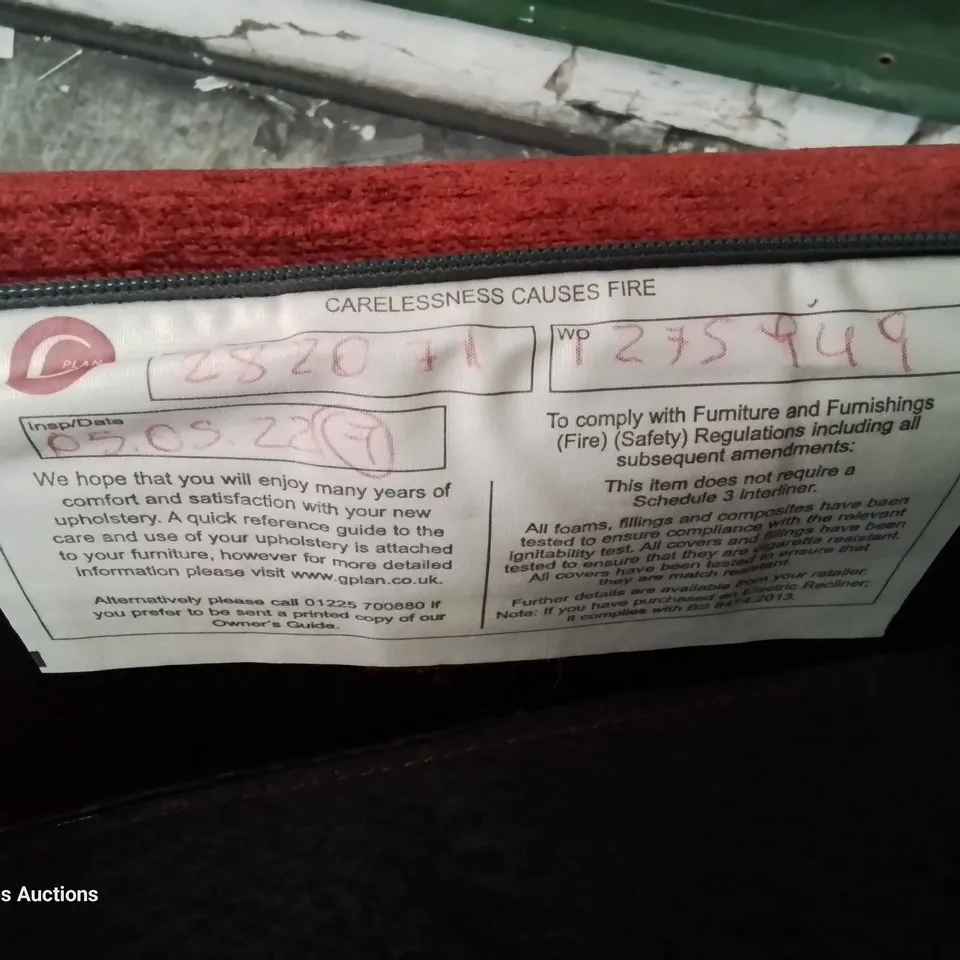 CARELESSNESS CAUSES FIRE
G PLAN
282071
WP 1275949
Insp/Date
05.05.22 7
We hope that you will enjoy many years of
comfort and satisfaction with your new
upholstery. A quick reference guide to the
care and use of your upholstery is attached
to your furniture, however for more detailed
information please visit www.gplan.co.uk.
Alternatively please call 01225 700880 if
you prefer to be sent a printed copy of our
Owner's Guide.
To comply with Furniture and Furnishings
(Fire) (Safety) Regulations including all
subsequent amendments:
This item does not require a
Schedule 3 Interliner.
All foams, fillings and composites have been
tested to ensure compliance with the relevant
ignitability test. All covers and fillings have been
tested to ensure that they are cigarette resistant.
All covers have been tested to ensure that
they are match resistant.
Further details are available from your retailer.
Note: If you have purchased an Electric Recliner,
it complies with BS 8474:2013.
s Auctions